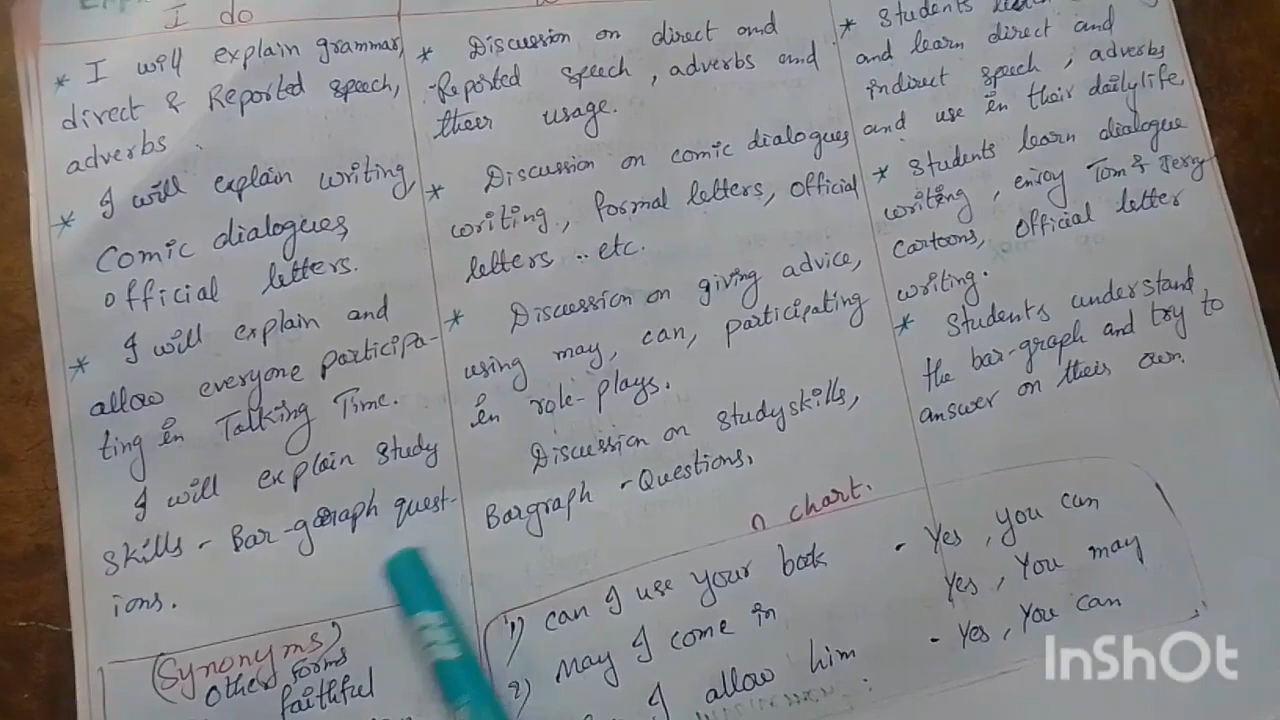 I do
* I will explain grammar,
direct & Reported speech,
adverbs.
* I will explain writing,
Comic dialogues,
official letters.
* I will explain and
allow everyone participa-
ting in Talking Time.
I will explain study
skills - Bar-graph quest-
ions.
(Synonyms)
other forms
faithful
* Discussion on direct and
Reported speech, adverbs and
their usage.
* Discussion on comic dialogues
writing, formal letters, official
letters .. etc.
* Discussion on giving advice,
using may, can, participating
in role-plays.
Discussion on studyskills,
Bargraph - Questions.
* Students
and learn direct and
indirect speech, adverbs
and use in their dailylife.
* Students learn dialogue
writing, enjoy Tom & Jerry
cartoons, official letter
writing.
* Students understand
the bar-graph and try to
answer on their own.
n chart.
1) can I use your book - Yes, you can
2) May I come in Yes, You may
I allow him - Yes, You can
InShOt